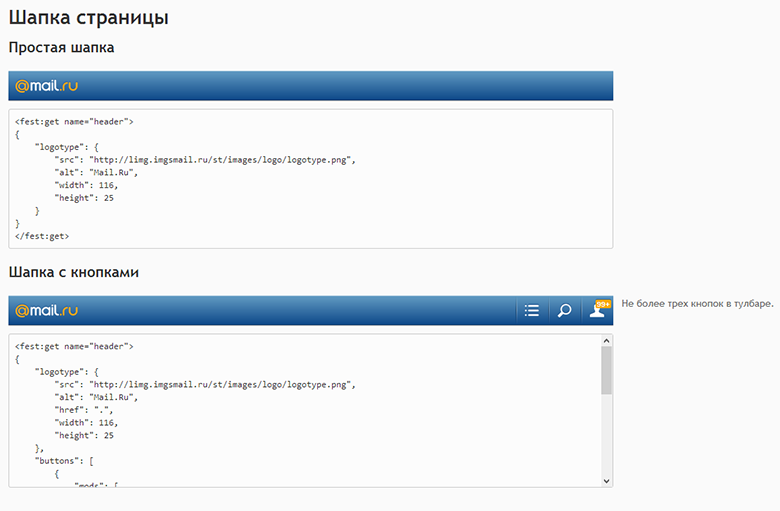 Шапка страницы
Простая шапка
@mail.ru
<fest:get name="header">
{
    "logotype": {
        "src": "http://limg.imgsmail.ru/st/images/logo/logotype.png",
        "alt": "Mail.Ru",
        "width": 116,
        "height": 25
    }
}
</fest:get>
Шапка с кнопками
@mail.ru
99+
Не более трех кнопок в тулбаре.
<fest:get name="header">
{
    "logotype": {
        "src": "http://limg.imgsmail.ru/st/images/logo/logotype.png",
        "alt": "Mail.Ru",
        "href": ".",
        "width": 116,
        "height": 25
    },
    "buttons": [
        {
            "mods": [